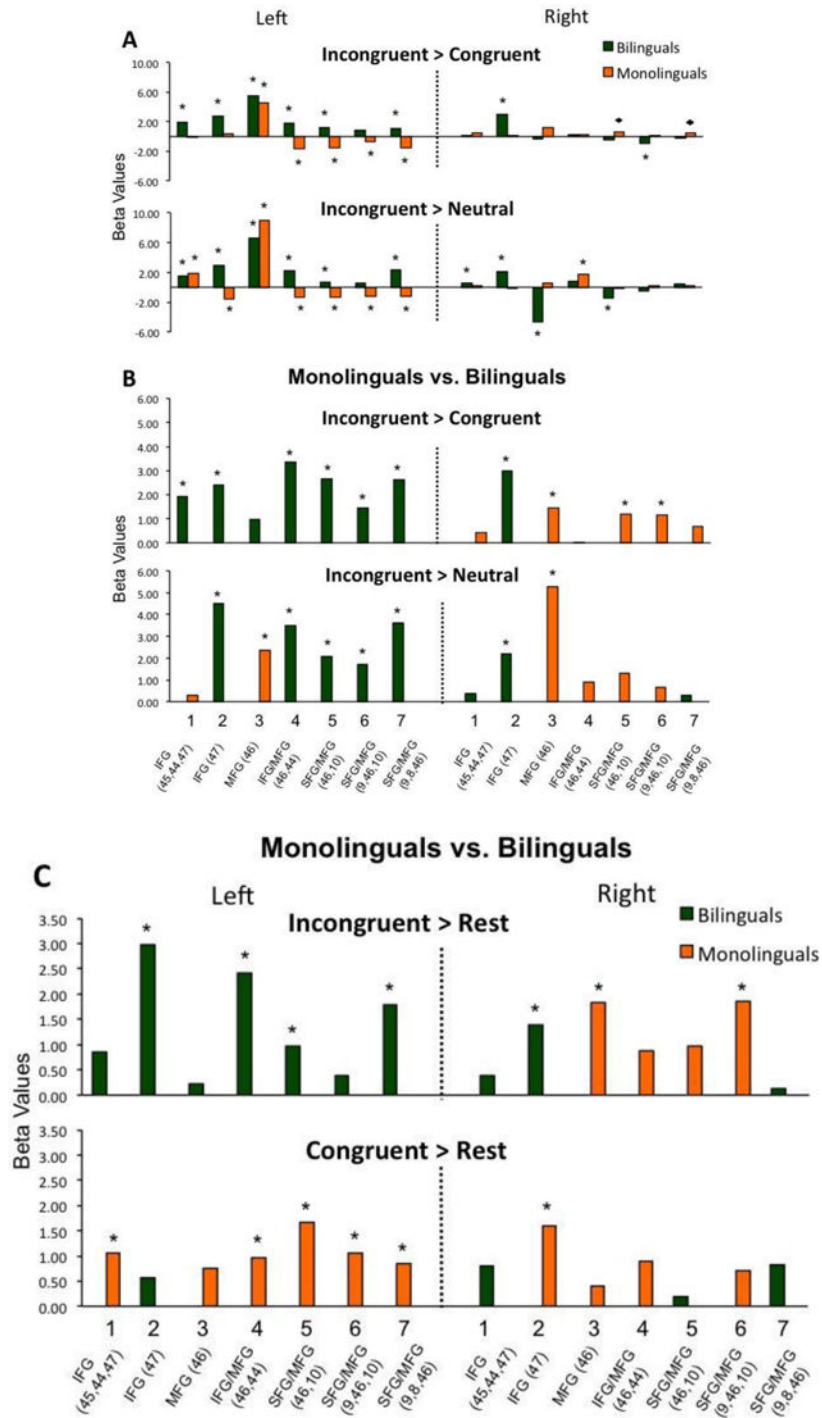 Left Right
A
Incongruent > Congruent
Bilinguals
Monolinguals
10.00
6.00
2.00
-2.00
-6.00
Beta Values
* * * * * * * *
* * * *
* *
Incongruent > Neutral
10.00
6.00
2.00
-2.00
-6.00
* * * * * * * *
* * * * *
* * *
* *
B
Monolinguals vs. Bilinguals
Incongruent > Congruent
6.00
5.00
4.00
3.00
2.00
1.00
0.00
Beta Values
* * * * * *
* * * *
Incongruent > Neutral
6.00
5.00
4.00
3.00
2.00
1.00
0.00
* * * * * *
* *
1 2 3 4 5 6 7 1 2 3 4 5 6 7
IFG (45,44,47)
IFG (47)
MFG (46)
IFG/MFG (46,44)
SFG/MFG (46,10)
SFG/MFG (9,46,10)
SFG/MFG (9.8,46)
IFG (45,44,47)
IFG (47)
MFG (46)
IFG/MFG (46,44)
SFG/MFG (46,10)
SFG/MFG (9,46,10)
SFG/MFG (9.8,46)
Monolinguals vs. Bilinguals
C
Left Right
Incongruent > Rest
Bilinguals
Monolinguals
3.50
3.00
2.50
2.00
1.50
1.00
0.50
0.00
Beta Values
* * * *
* * *
Congruent > Rest
3.50
3.00
2.50
2.00
1.50
1.00
0.50
0.00
* * * * *
*
1 2 3 4 5 6 7 1 2 3 4 5 6 7
IFG (45,44,47)
IFG (47)
MFG (46)
IFG/MFG (46,44)
SFG/MFG (46,10)
SFG/MFG (9,46,10)
SFG/MFG (9.8,46)
IFG (45,44,47)
IFG (47)
MFG (46)
IFG/MFG (46,44)
SFG/MFG (46,10)
SFG/MFG (9,46,10)
SFG/MFG (9.8,46)